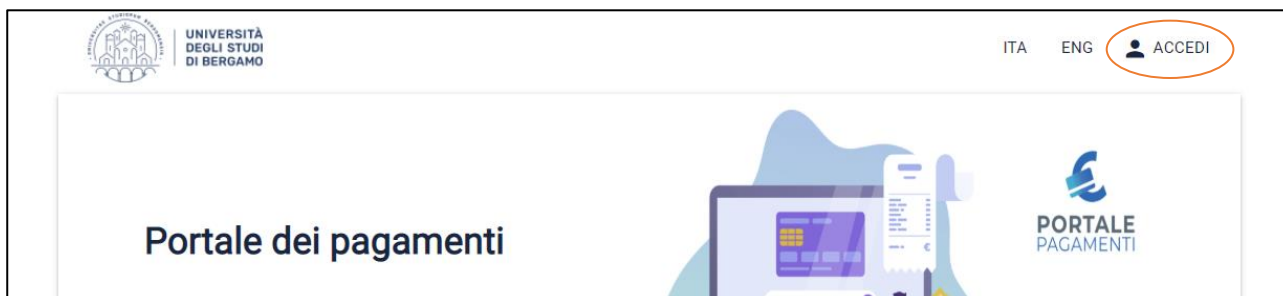 UNIVERSITÀ
DEGLI STUDI
DI BERGAMO
ITA ENG ACCEDI
Portale dei pagamenti
PORTALE
PAGAMENTI